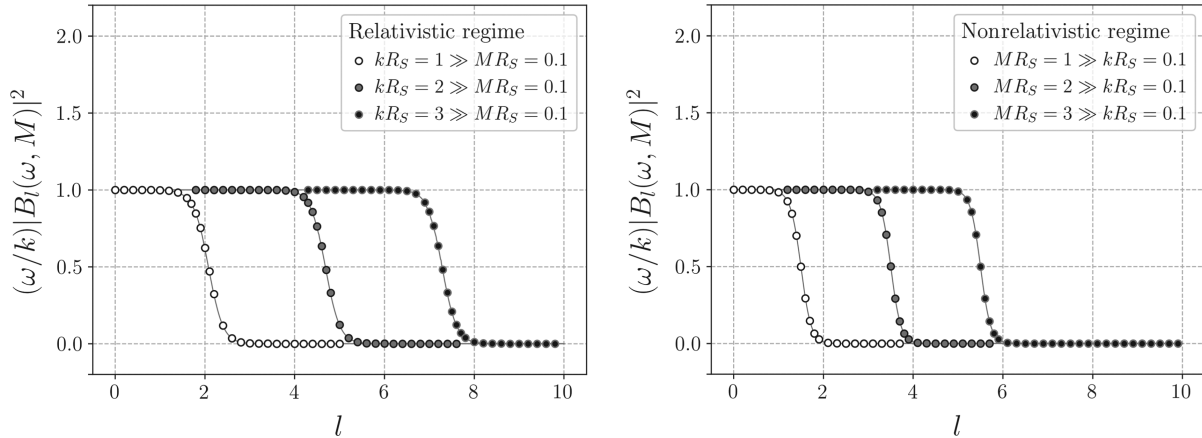 Relativistic regime
kR_S = 1 ≫ MR_S = 0.1
kR_S = 2 ≫ MR_S = 0.1
kR_S = 3 ≫ MR_S = 0.1
2.0
1.5
1.0
0.5
0.0
(ω/k)|B_l(ω, M)|²
0 2 4 6 8 10
l
Nonrelativistic regime
MR_S = 1 ≫ kR_S = 0.1
MR_S = 2 ≫ kR_S = 0.1
MR_S = 3 ≫ kR_S = 0.1
2.0
1.5
1.0
0.5
0.0
(ω/k)|B_l(ω, M)|²
0 2 4 6 8 10
l